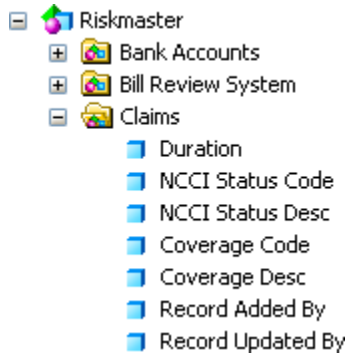 Riskmaster
Bank Accounts
Bill Review System
Claims
Duration
NCCI Status Code
NCCI Status Desc
Coverage Code
Coverage Desc
Record Added By
Record Updated By